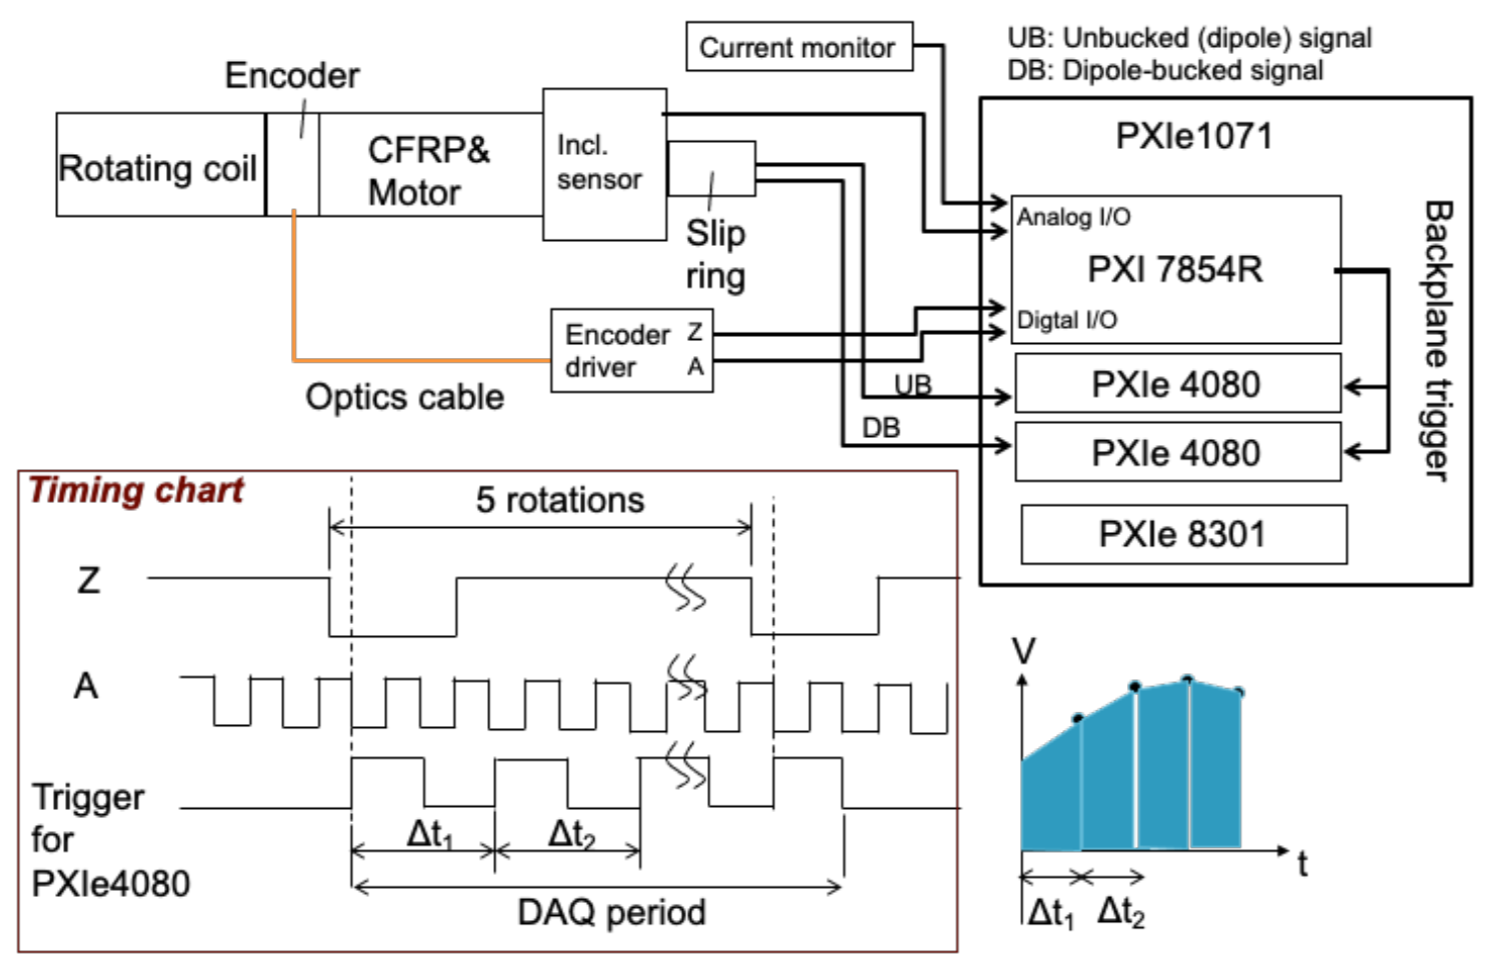 Current monitor
UB: Unbucked (dipole) signal
DB: Dipole-bucked signal
Encoder
Rotating coil
CFRP&
Motor
Incl.
sensor
Slip
ring
PXIe1071
Analog I/O
PXI 7854R
Digtal I/O
Backplane trigger
Encoder Z
driver A
Optics cable
UB
DB
PXIe 4080
PXIe 4080
PXIe 8301
Timing chart
5 rotations
Z
A
Trigger
for
PXIe4080
Δt₁
Δt₂
DAQ period
V
t
Δt₁
Δt₂